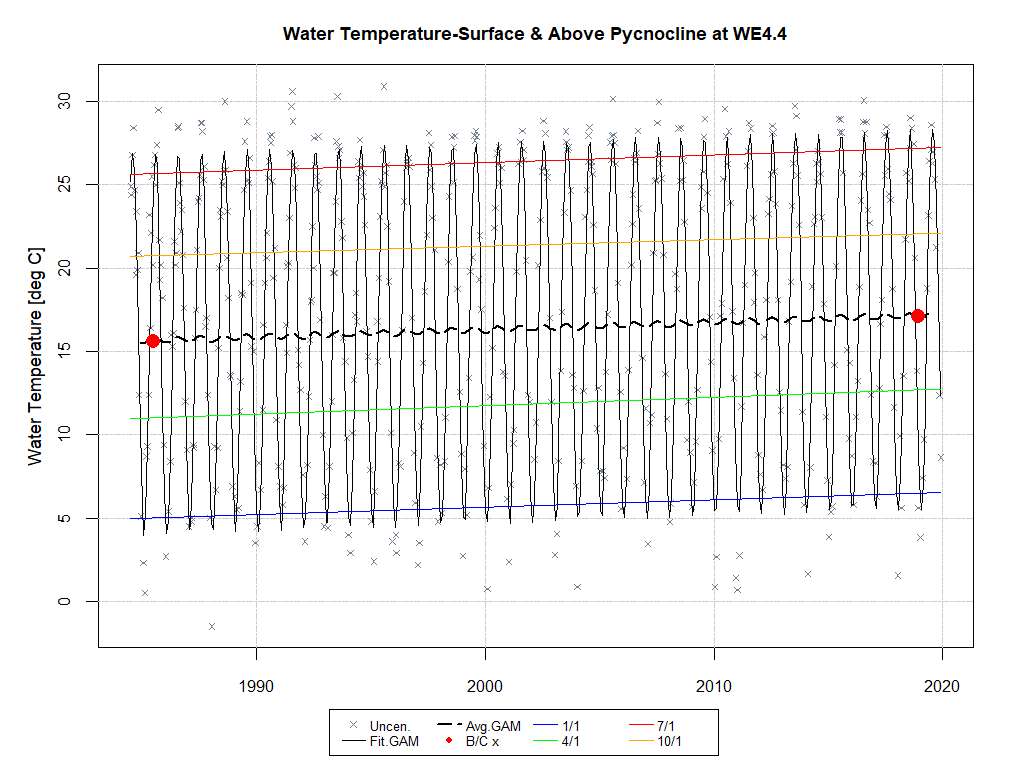 Water Temperature-Surface & Above Pycnocline at WE4.4
Water Temperature [deg C]
30
25
20
15
10
5
0
1990 2000 2010 2020
Uncen. Avg.GAM 1/1 7/1
Fit.GAM B/C x 4/1 10/1